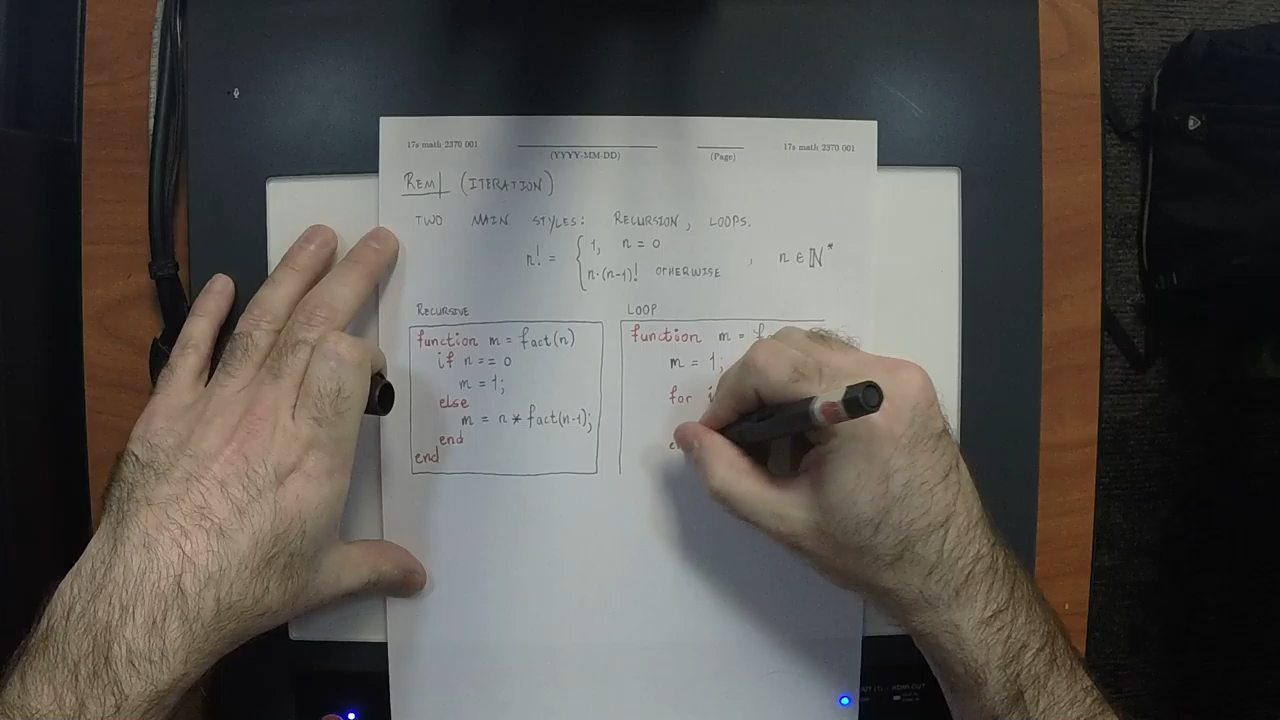 17s math 2370 001
(YYYY-MM-DD)
(Page)
17s math 2370 001
REM (ITERATION)
TWO MAIN STYLES: RECURSION, LOOPS.
n! = { 1, n = 0
n·(n-1)! OTHERWISE , n ∈ ℕ*
RECURSIVE
function m = fact(n)
if n == 0
m = 1;
else
m = n * fact(n-1);
end
end
LOOP
function m =
m = 1;
for